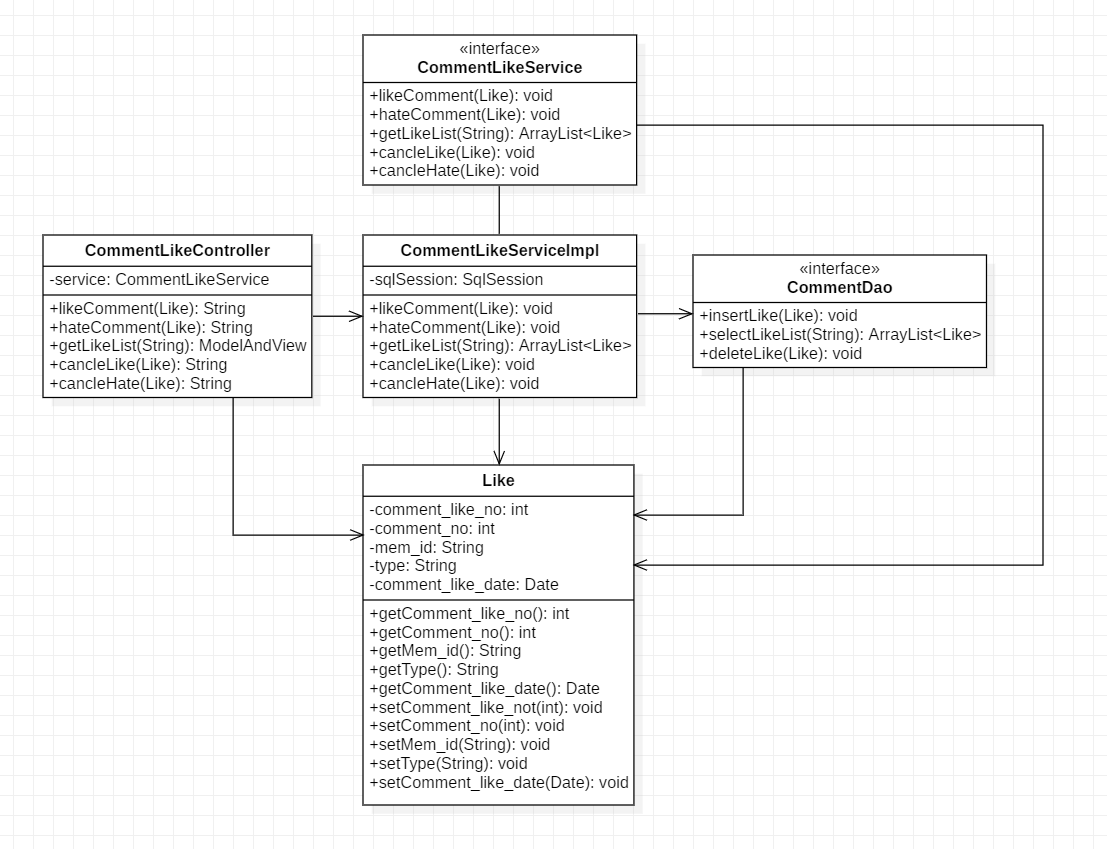 «interface»
CommentLikeService
+likeComment(Like): void
+hateComment(Like): void
+getLikeList(String): ArrayList<Like>
+cancleLike(Like): void
+cancleHate(Like): void
CommentLikeController
-service: CommentLikeService
+likeComment(Like): String
+hateComment(Like): String
+getLikeList(String): ModelAndView
+cancleLike(Like): String
+cancleHate(Like): String
CommentLikeServiceImpl
-sqlSession: SqlSession
+likeComment(Like): void
+hateComment(Like): void
+getLikeList(String): ArrayList<Like>
+cancleLike(Like): void
+cancleHate(Like): void
«interface»
CommentDao
+insertLike(Like): void
+selectLikeList(String): ArrayList<Like>
+deleteLike(Like): void
Like
-comment_like_no: int
-comment_no: int
-mem_id: String
-type: String
-comment_like_date: Date
+getComment_like_no(): int
+getComment_no(): int
+getMem_id(): String
+getType(): String
+getComment_like_date(): Date
+setComment_like_not(int): void
+setComment_no(int): void
+setMem_id(String): void
+setType(String): void
+setComment_like_date(Date): void